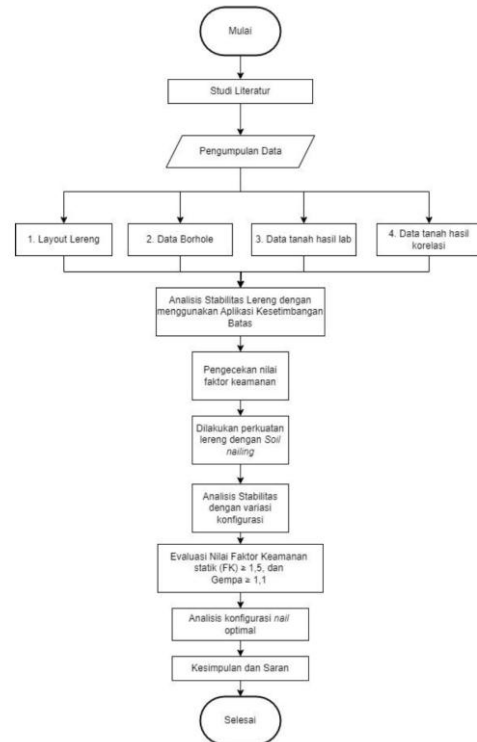 Mulai
Studi Literatur
Pengumpulan Data
1. Layout Lereng
2. Data Borhole
3. Data tanah hasil lab
4. Data tanah hasil
korelasi
Analisis Stabilitas Lereng dengan
menggunakan Aplikasi Kesetimbangan
Batas
Pengecekan nilai
faktor keamanan
Dilakukan perkuatan
lereng dengan Soil
nailing
Analisis Stabilitas
dengan variasi
konfigurasi
Evaluasi Nilai Faktor Keamanan
statik (FK) ≥ 1,5, dan
Gempa ≥ 1,1
Analisis konfigurasi nail
optimal
Kesimpulan dan Saran
Selesai